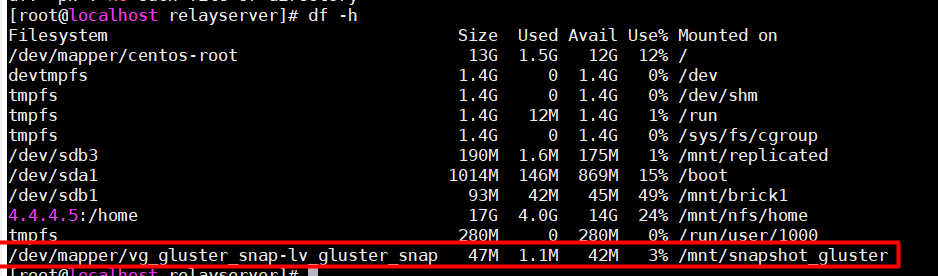 [root@localhost relayserver]# df -h
Filesystem Size Used Avail Use% Mounted on
/dev/mapper/centos-root 13G 1.5G 12G 12% /
devtmpfs 1.4G 0 1.4G 0% /dev
tmpfs 1.4G 0 1.4G 0% /dev/shm
tmpfs 1.4G 12M 1.4G 1% /run
tmpfs 1.4G 0 1.4G 0% /sys/fs/cgroup
/dev/sdb3 190M 1.6M 175M 1% /mnt/replicated
/dev/sda1 1014M 146M 869M 15% /boot
/dev/sdb1 93M 42M 45M 49% /mnt/brick1
4.4.4.5:/home 17G 4.0G 14G 24% /mnt/nfs/home
tmpfs 280M 0 280M 0% /run/user/1000
/dev/mapper/vg_gluster_snap-lv_gluster_snap 47M 1.1M 42M 3% /mnt/snapshot_gluster
[root@localhost relayserver]#